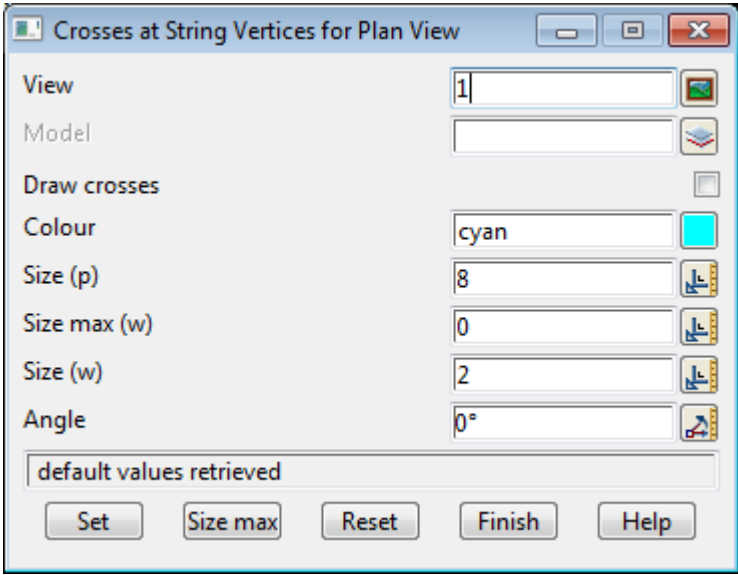 Crosses at String Vertices for Plan View
View 1
Model
Draw crosses
Colour cyan
Size (p) 8
Size max (w) 0
Size (w) 2
Angle 0°
default values retrieved
Set Size max Reset Finish Help